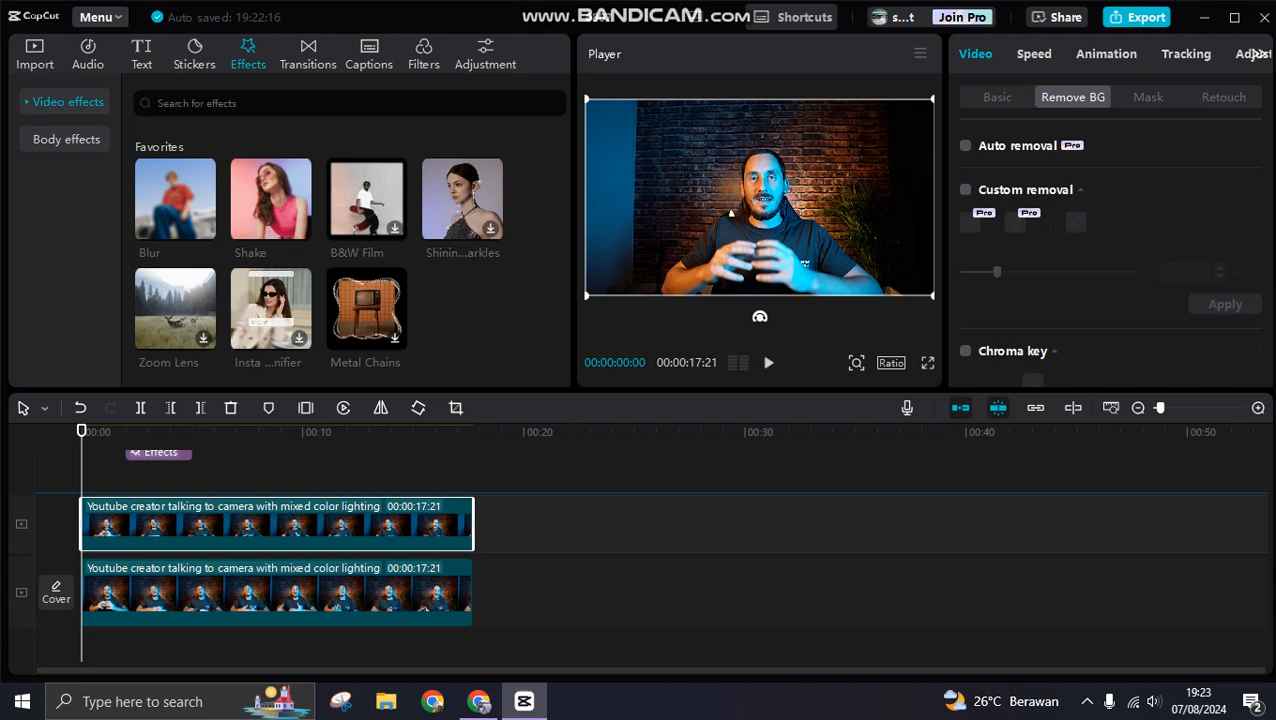 CapCut
Menu
Auto saved: 19:22:16
www.BANDICAM.com
Shortcuts
s...t
Join Pro
Share
Export
Import
Audio
Text
Stickers
Effects
Transitions
Captions
Filters
Adjustment
Player
Video
Speed
Animation
Tracking
Adjust
Video effects
Body effects
Search for effects
Favorites
Blur
Shake
B&W Film
Shinin...arkles
Zoom Lens
Insta ...nifier
Metal Chains
00:00:00:00
00:00:17:21
Ratio
Basic
Remove BG
Mask
Retouch
Auto removal Pro
Custom removal
Pro
Pro
Apply
Chroma key
00:00
00:10
00:20
00:30
00:40
00:50
Effects
Youtube creator talking to camera with mixed color lighting 00:00:17:21
Cover
Youtube creator talking to camera with mixed color lighting 00:00:17:21
Type here to search
26°C Berawan
19:23
07/08/2024
2